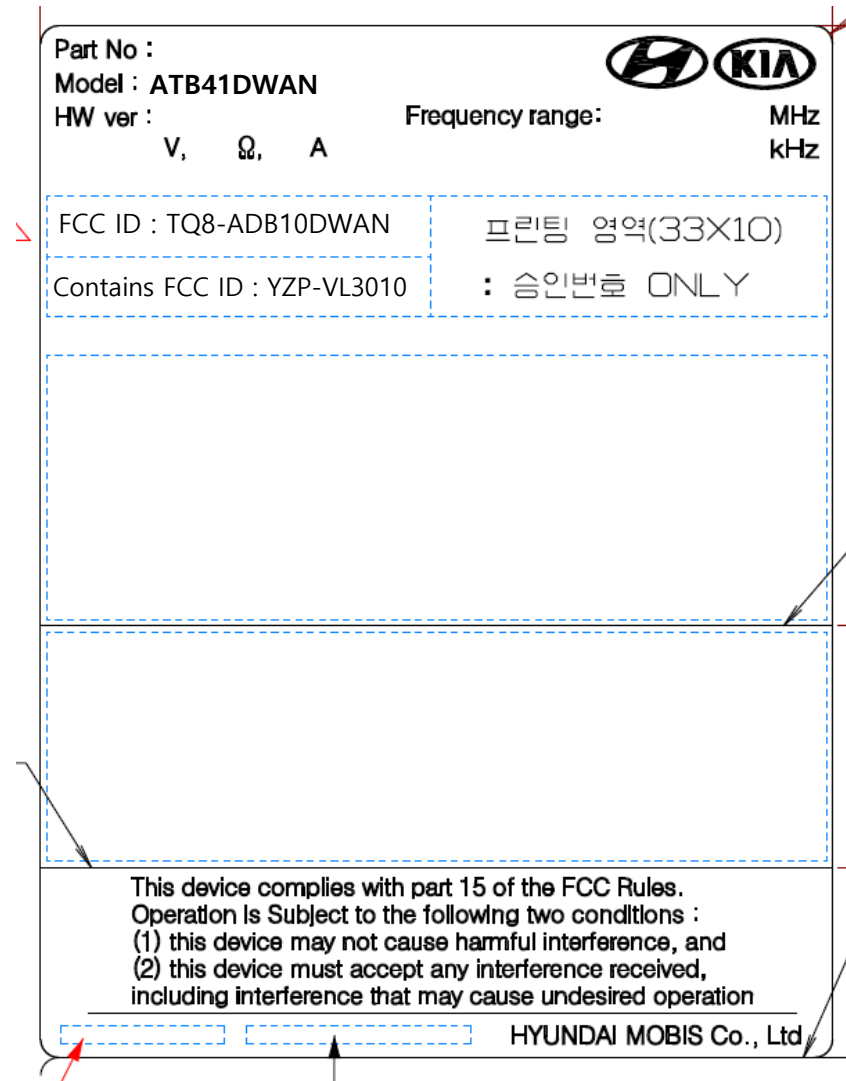 Part No :
Model : ATB41DWAN
KIA
HW ver :
Frequency range: MHz
V, Ω, A kHz
FCC ID : TQ8-ADB10DWAN
Contains FCC ID : YZP-VL3010
프린팅 영역(33X10)
: 승인번호 ONLY
This device complies with part 15 of the FCC Rules.
Operation is Subject to the following two conditions :
(1) this device may not cause harmful interference, and
(2) this device must accept any interference received,
including interference that may cause undesired operation
HYUNDAI MOBIS Co., Ltd